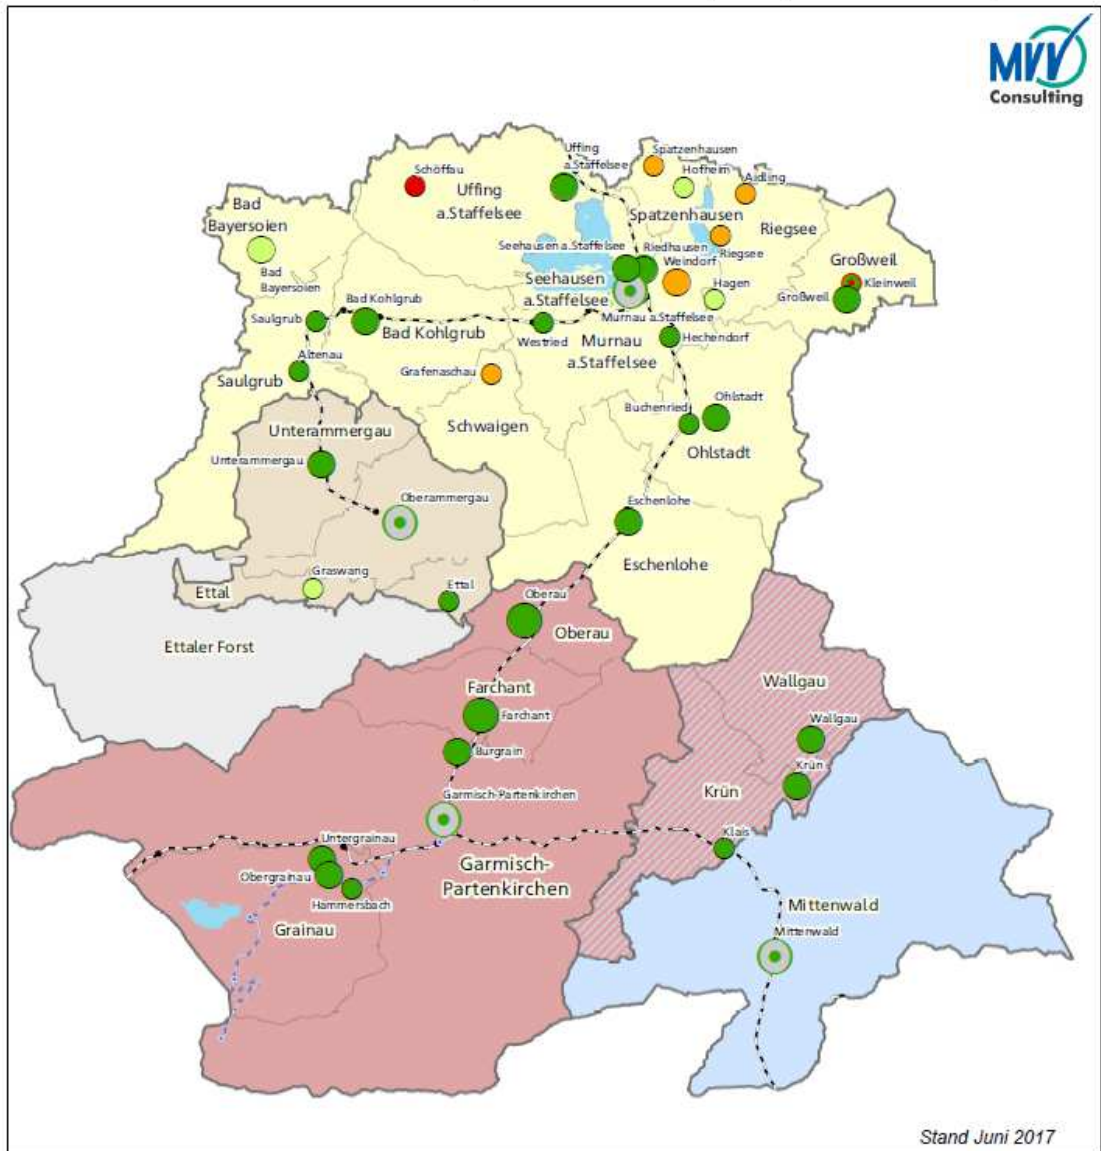 MVV
Consulting
Uffing
a.Staffelsee
Spatzenhausen
Hofheim
Schöffau
Aidling
Uffing
a.Staffelsee
Bad
Bayersoien
Spatzenhausen
Riegsee
Seehausen a.Staffelsee
Riedhausen
Riegsee
Weindorf
Großweil
Bad
Bayersoien
Seehausen
a.Staffelsee
Hagen
Kleinweil
Großweil
Bad Kohlgrub
Saulgrub
Bad Kohlgrub
Murnau a.Staffelsee
Westried
Murnau
a.Staffelsee
Hechendorf
Altenau
Saulgrub
Grafenaschau
Buchenried
Ohlstadt
Schwaigen
Unterammergau
Ohlstadt
Unterammergau
Oberammergau
Eschenlohe
Eschenlohe
Graswang
Ettal
Ettal
Oberau
Oberau
Ettaler Forst
Wallgau
Farchant
Farchant
Wallgau
Burgrain
Krün
Krün
Garmisch-Partenkirchen
Untergrainau
Klais
Garmisch-
Partenkirchen
Obergrainau
Hammersbach
Mittenwald
Grainau
Mittenwald
Stand Juni 2017